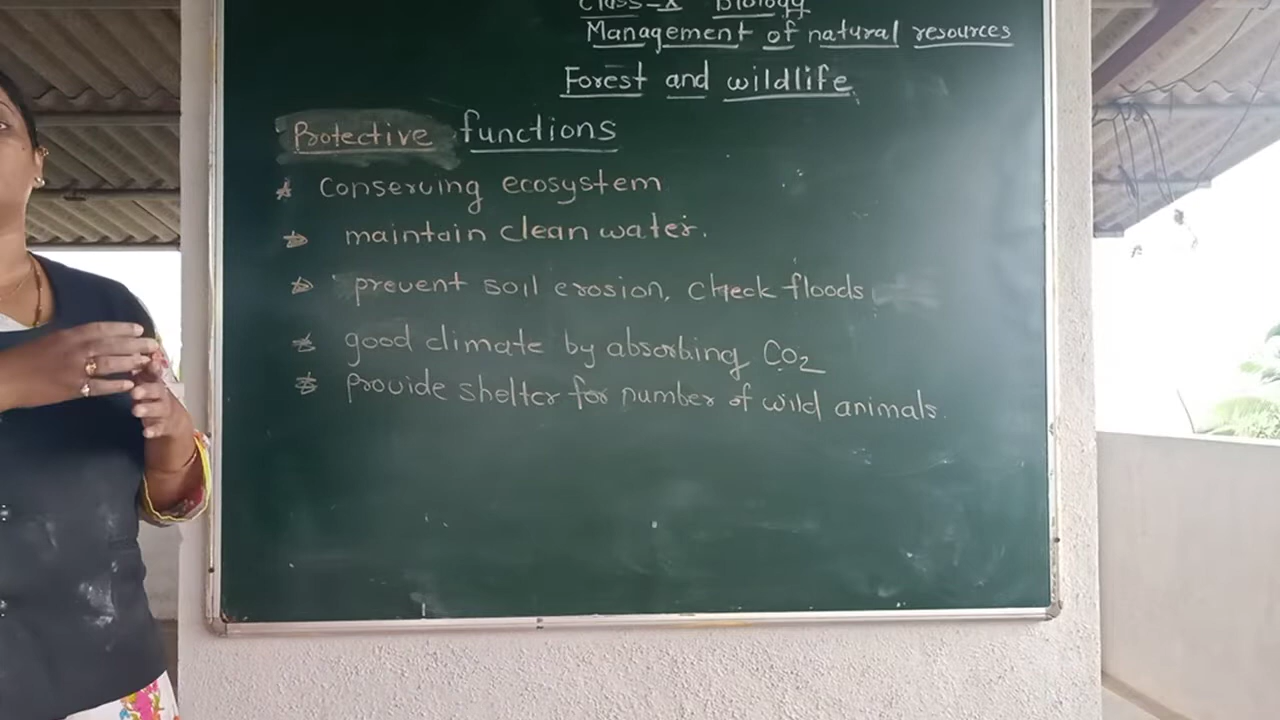 Class-X Biology
Management of natural resources
Forest and wildlife
Protective functions
conserving ecosystem
maintain clean water.
prevent soil erosion, check floods
good climate by absorbing CO2
provide shelter for number of wild animals.